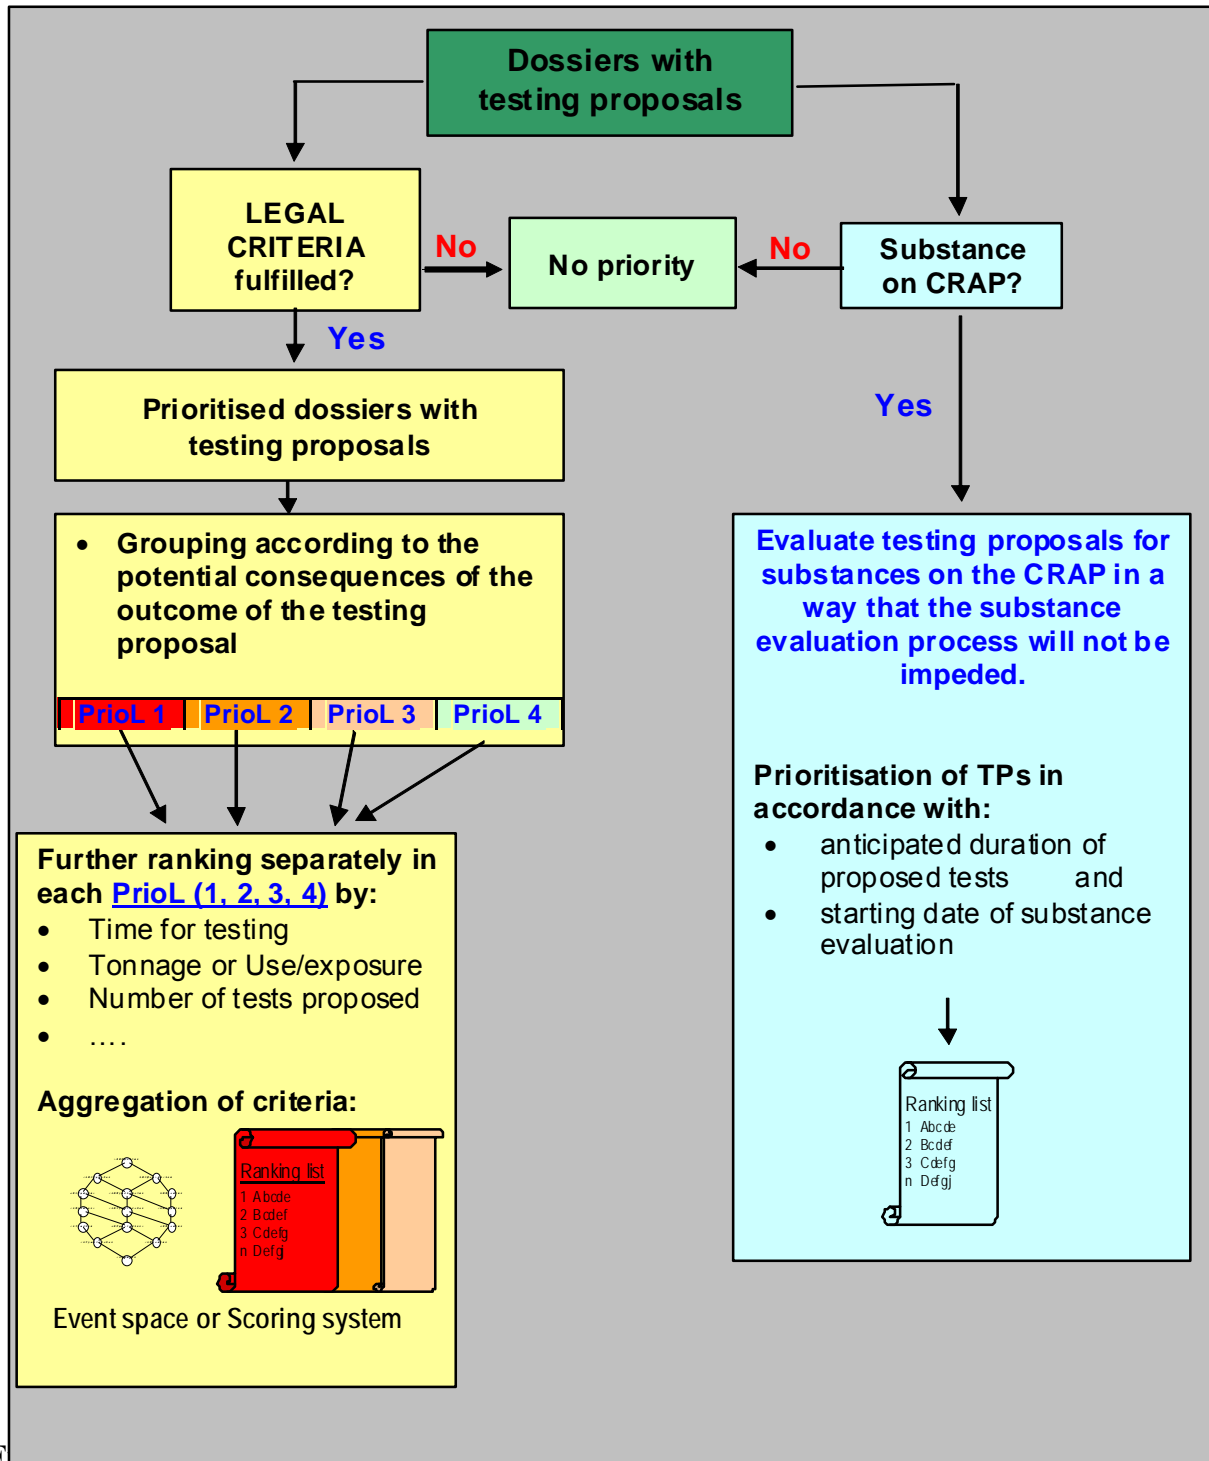 Dossiers with
testing proposals
LEGAL
CRITERIA
fulfilled?
No
No priority
No
Substance
on CRAP?
Yes
Prioritised dossiers with
testing proposals
Yes
• Grouping according to the
potential consequences of the
outcome of the testing
proposal
PrioL 1 PrioL 2 PrioL 3 PrioL 4
Further ranking separately in
each PrioL (1, 2, 3, 4) by:
• Time for testing
• Tonnage or Use/exposure
• Number of tests proposed
• ....
Aggregation of criteria:
Ranking list
1 Abcde
2 Bcdef
3 Cdefg
n Defgj
Event space or Scoring system
Evaluate testing proposals for
substances on the CRAP in a
way that the substance
evaluation process will not be
impeded.
Prioritisation of TPs in
accordance with:
• anticipated duration of
proposed tests and
• starting date of substance
evaluation
Ranking list
1 Abcde
2 Bcdef
3 Cdefg
n Defgj